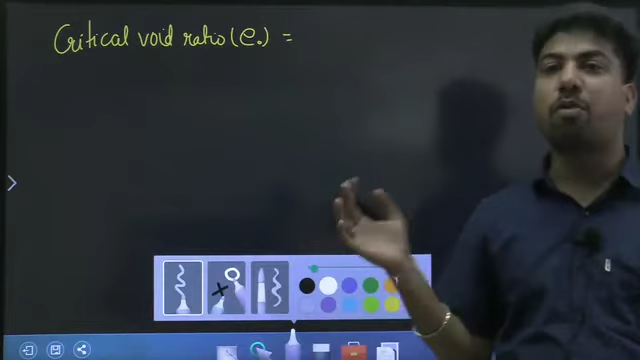 Critical void ratio (e.) =